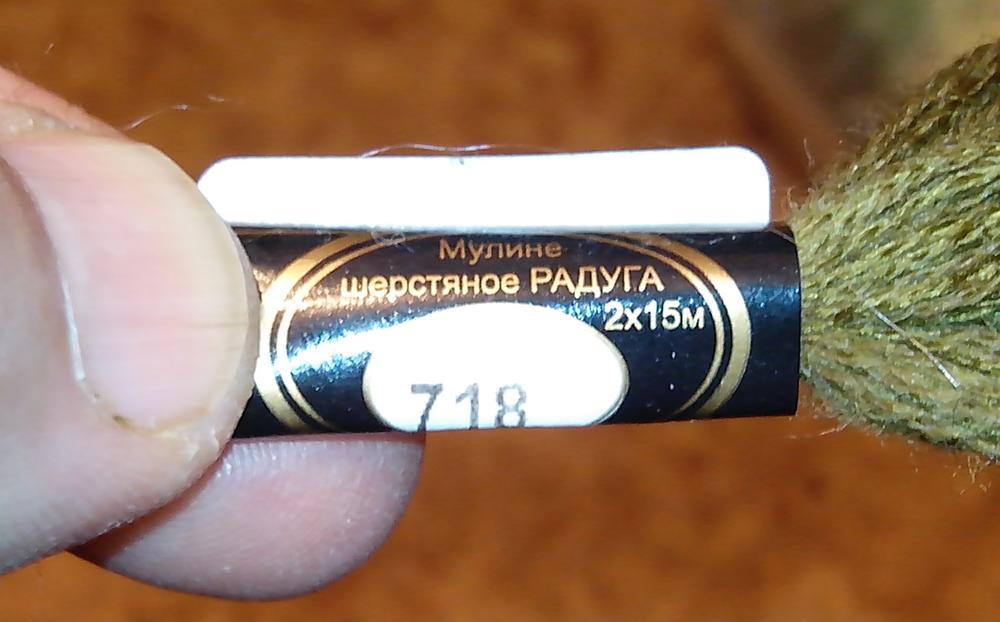 Мулине
шерстяное РАДУГА
2х15м
718